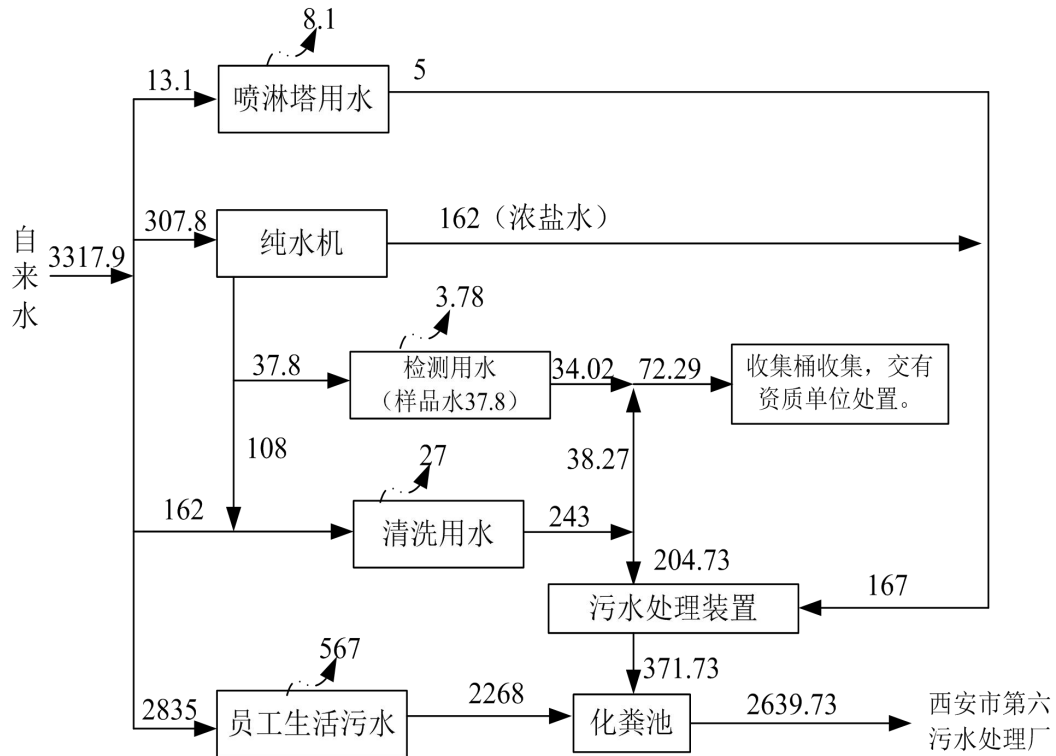 8.1
13.1
喷淋塔用水
5
自来水
3317.9
307.8
纯水机
162（浓盐水）
3.78
37.8
检测用水
（样品水37.8）
34.02
72.29
收集桶收集，交有
资质单位处置。
108
38.27
27
162
清洗用水
243
204.73
污水处理装置
167
371.73
567
2835
员工生活污水
2268
化粪池
2639.73
西安市第六
污水处理厂